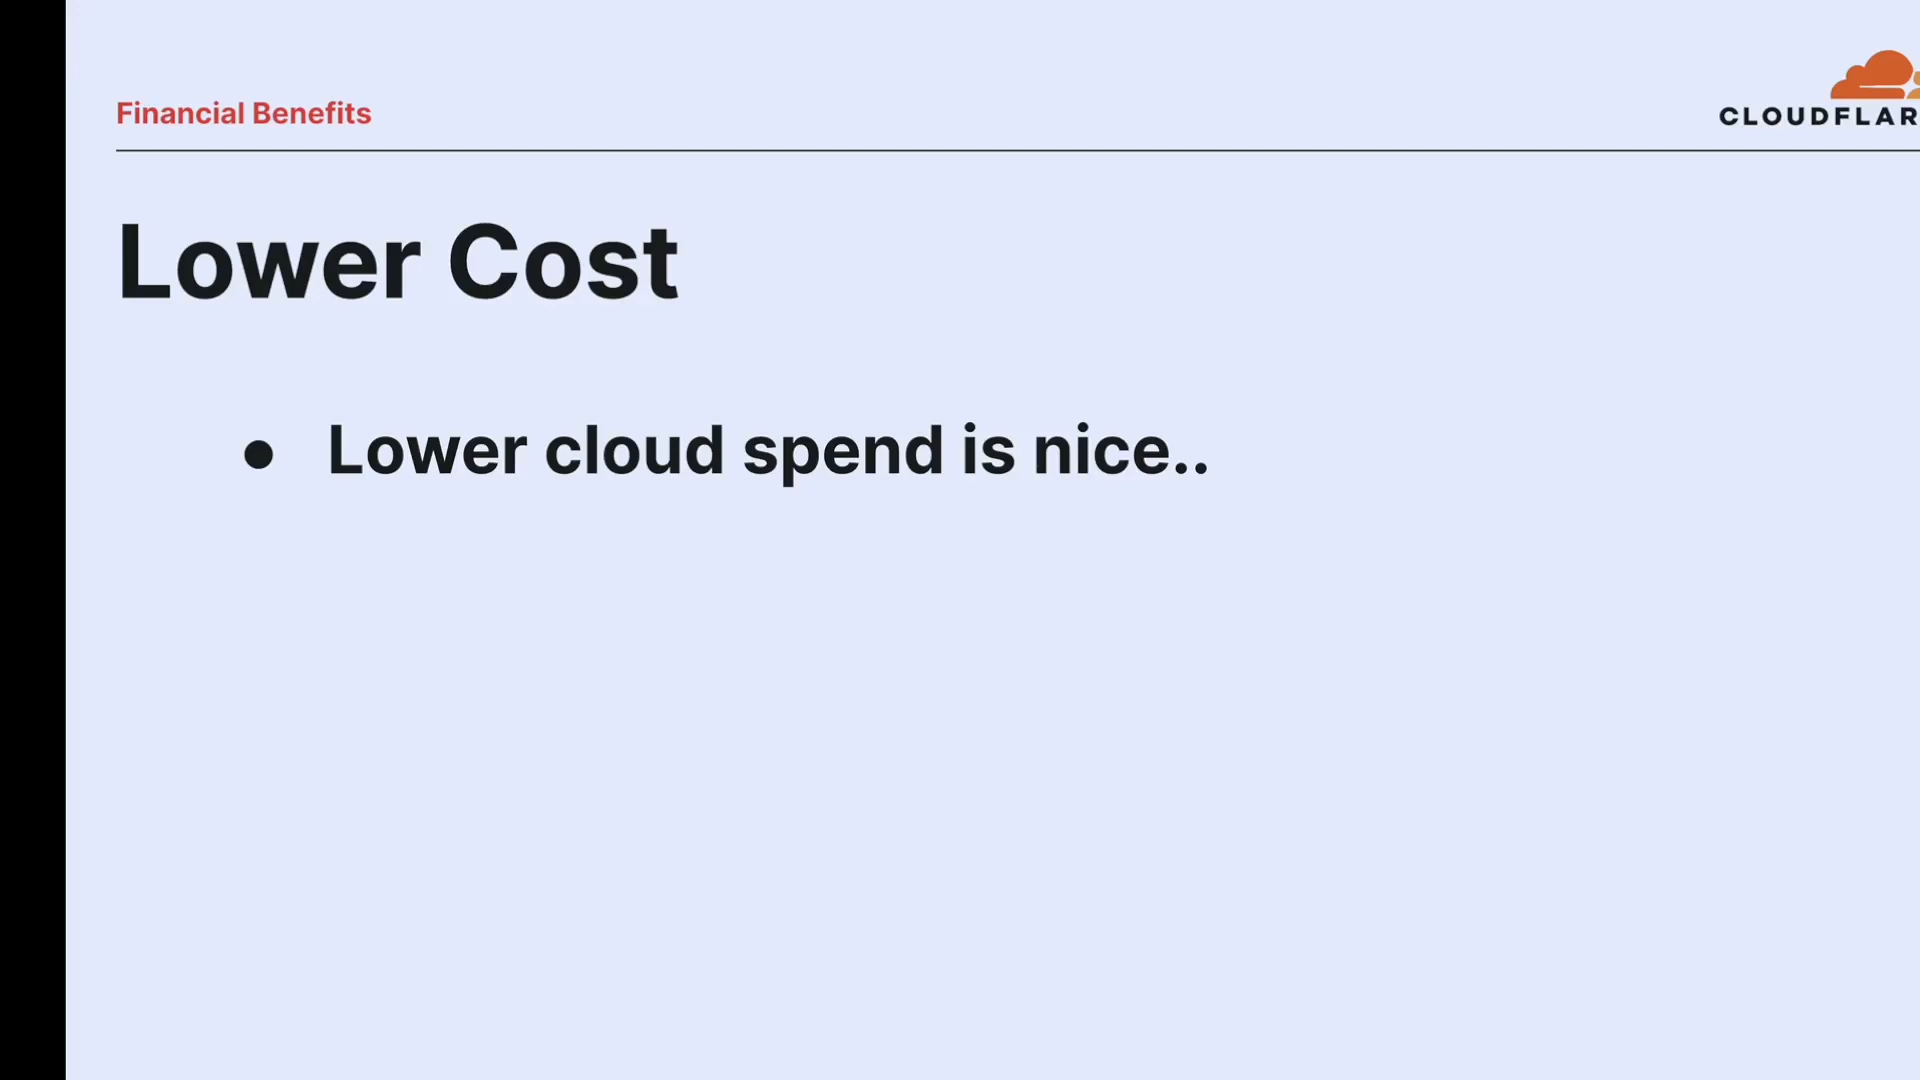 Financial Benefits
CLOUDFLAR
Lower Cost
● Lower cloud spend is nice..